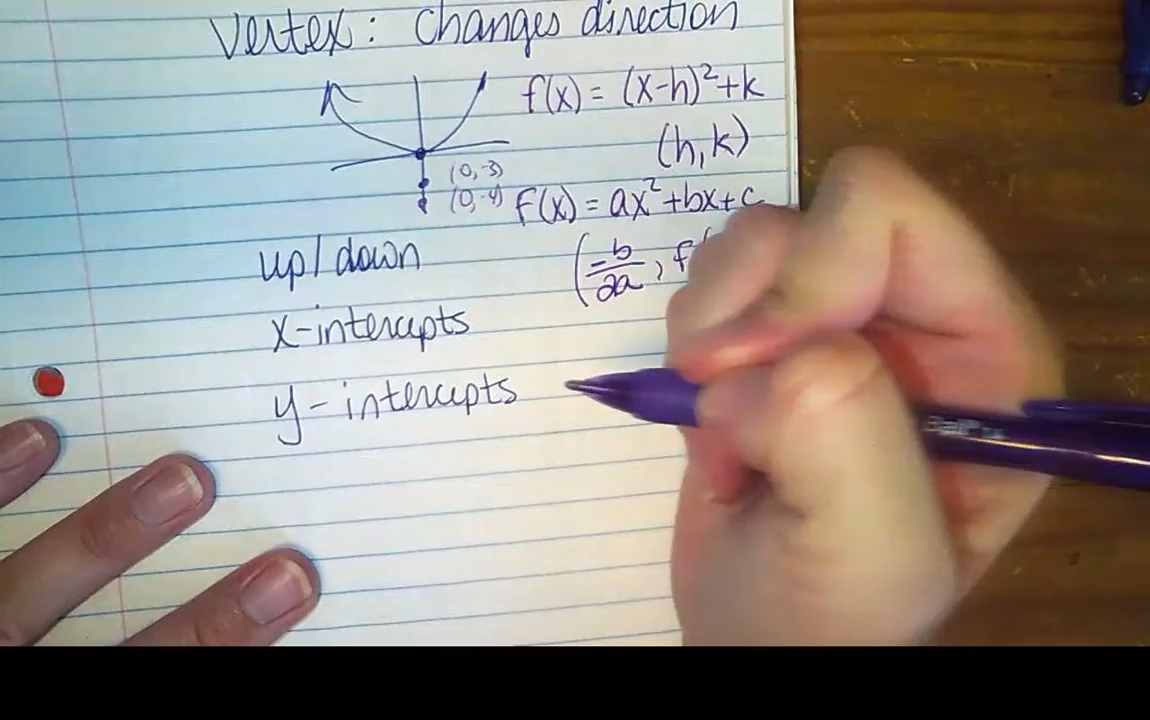 Vertex: changes direction
f(x) = (x-h)²+k
(h,k)
(0,-3)
(0,-4) f(x) = ax²+bx+c
up/down
(-b/2a, f
x-intercepts
y-intercepts